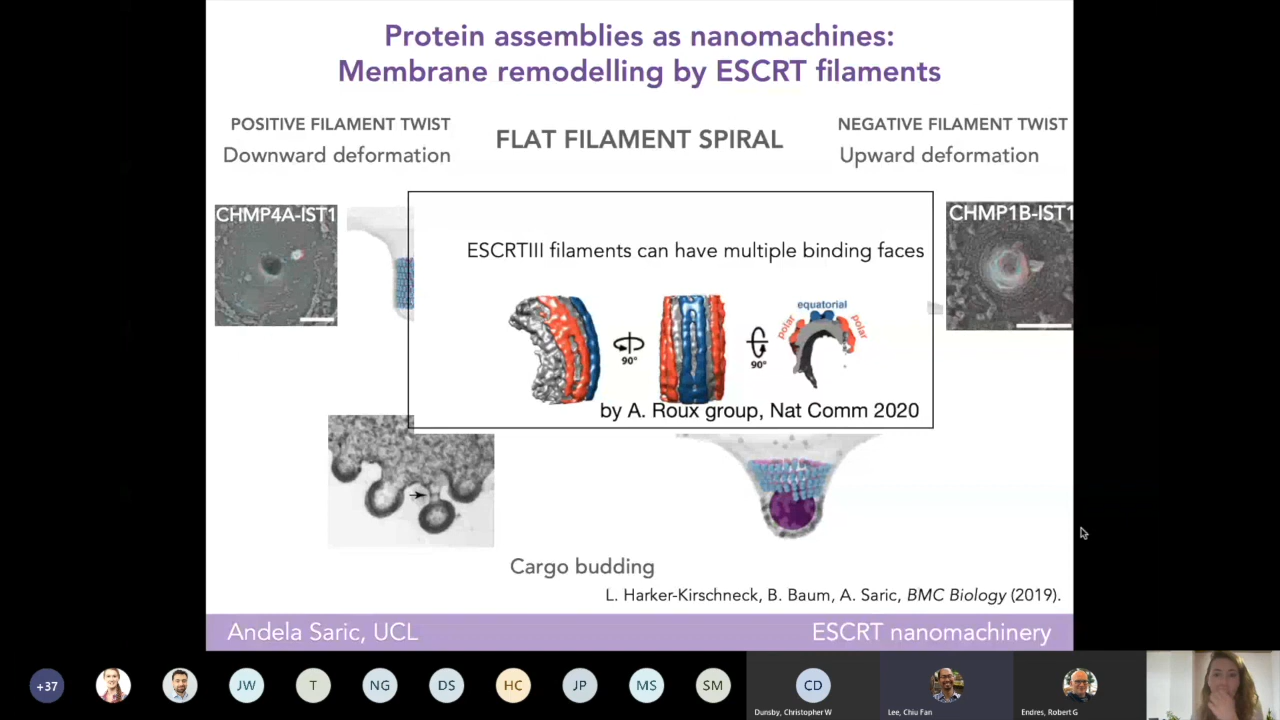 Protein assemblies as nanomachines:
Membrane remodelling by ESCRT filaments
POSITIVE FILAMENT TWIST
Downward deformation
FLAT FILAMENT SPIRAL
NEGATIVE FILAMENT TWIST
Upward deformation
CHMP4A-IST1
CHMP1B-IST1
ESCRTIII filaments can have multiple binding faces
90°
90°
equatorial
polar
polar
by A. Roux group, Nat Comm 2020
Cargo budding
L. Harker-Kirschneck, B. Baum, A. Saric, BMC Biology (2019).
Andela Saric, UCL
ESCRT nanomachinery
+37
JW
T
NG
DS
HC
JP
MS
SM
CD
Dunsby, Christopher W
Lee, Chiu Fan
Endres, Robert G